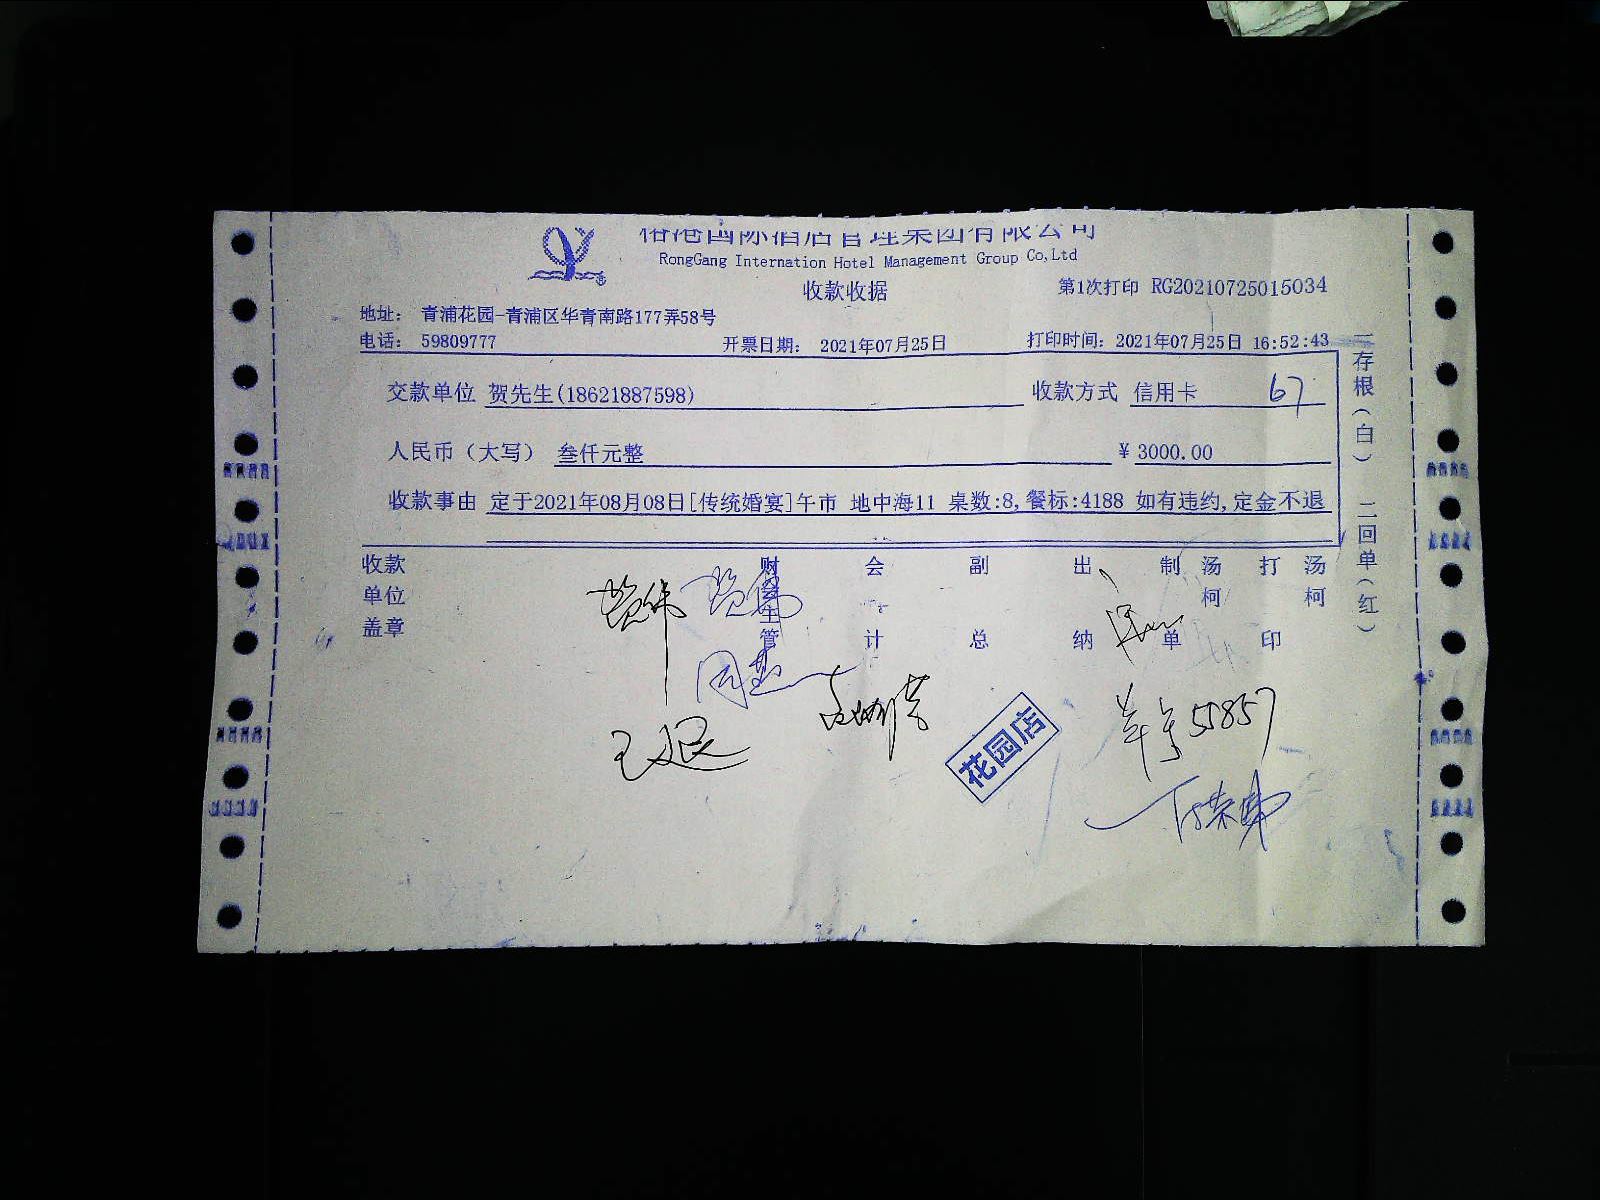 国际酒店管理集团有限公司
RongGang Internation Hotel Management Group Co,Ltd
收款收据
第1次打印 RG20210725015034
地址： 青浦花园-青浦区华青南路177弄58号
电话： 59809777
开票日期： 2021年07月25日
打印时间：2021年07月25日 16:52:43
交款单位 贺先生(18621887598)
收款方式 信用卡 67
人民币（大写） 叁仟元整
¥ 3000.00
收款事由 定于2021年08月08日[传统婚宴]午市 地中海11 桌数:8,餐标:4188 如有违约,定金不退
收款单位盖章
财务主管
会计
副总
出纳
制单 汤柯
打印 汤柯
一存根（白） 二回单（红）
花园店
55857